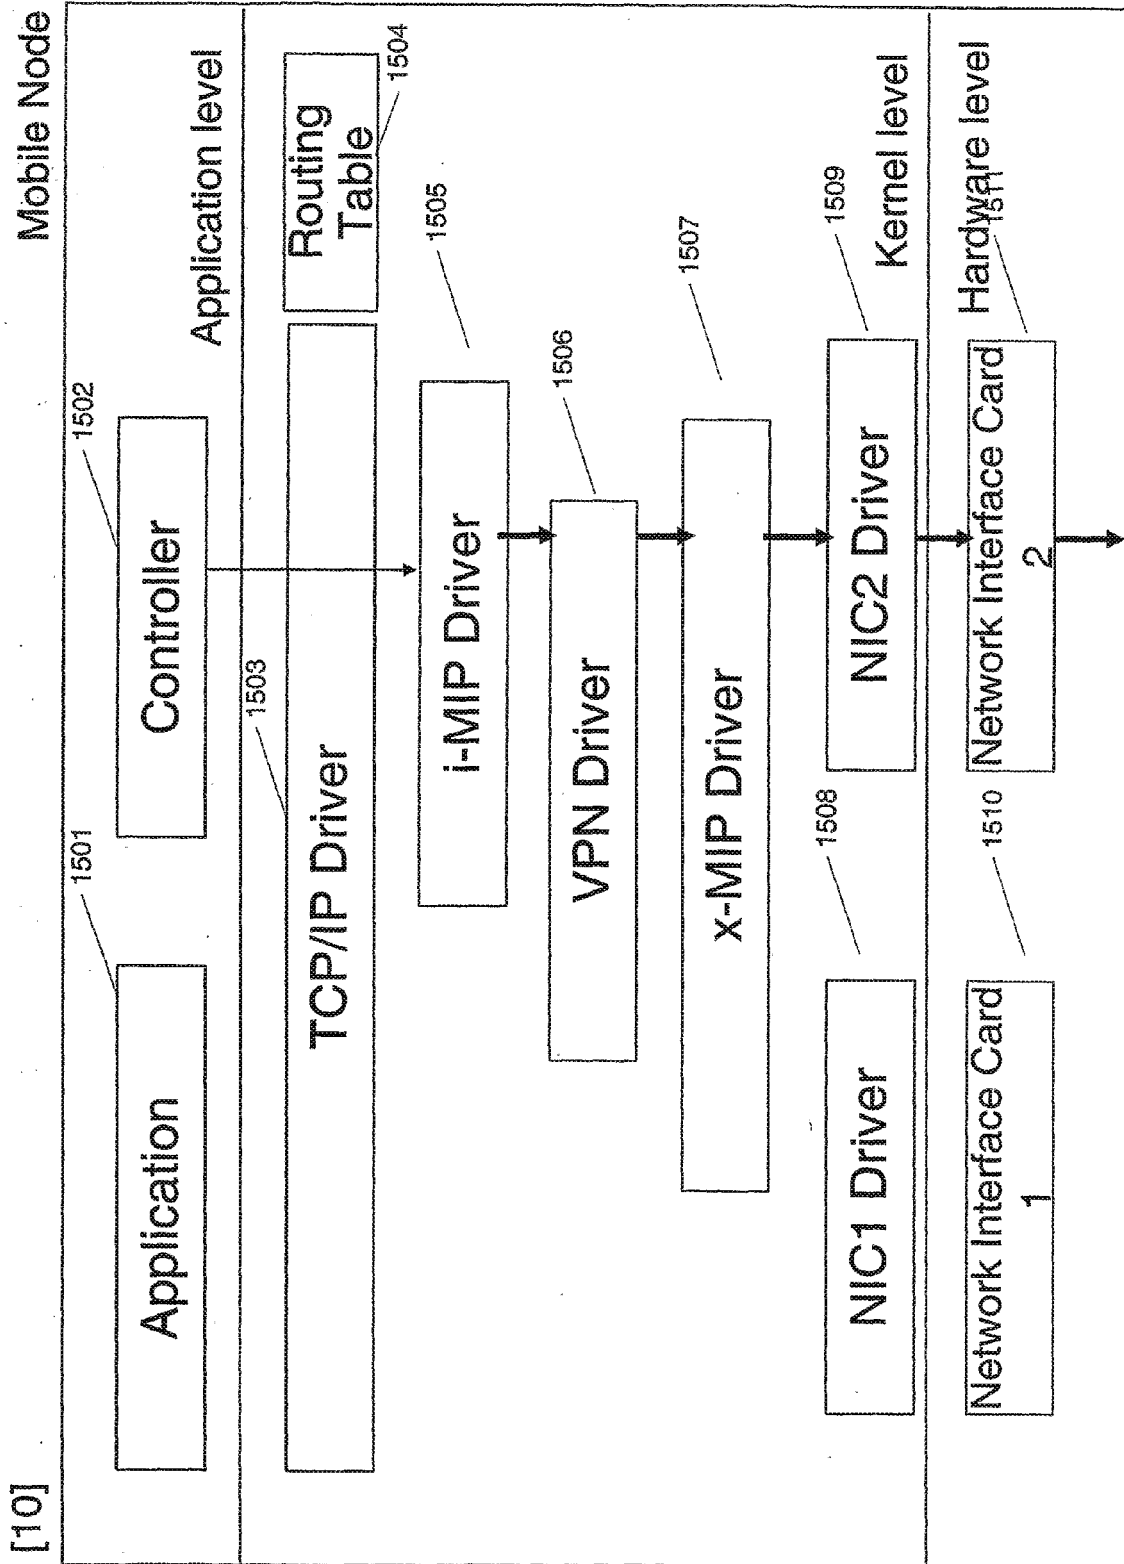 [10]
Mobile Node
1501
1502
Application
Controller
Application level
1503
TCP/IP Driver
Routing
Table
1504
i-MIP Driver
1505
VPN Driver
1506
x-MIP Driver
1507
1508
NIC1 Driver
NIC2 Driver
1509
Kernel level
1510
Network Interface Card
1
Network Interface Card
2
Hardware level
1511